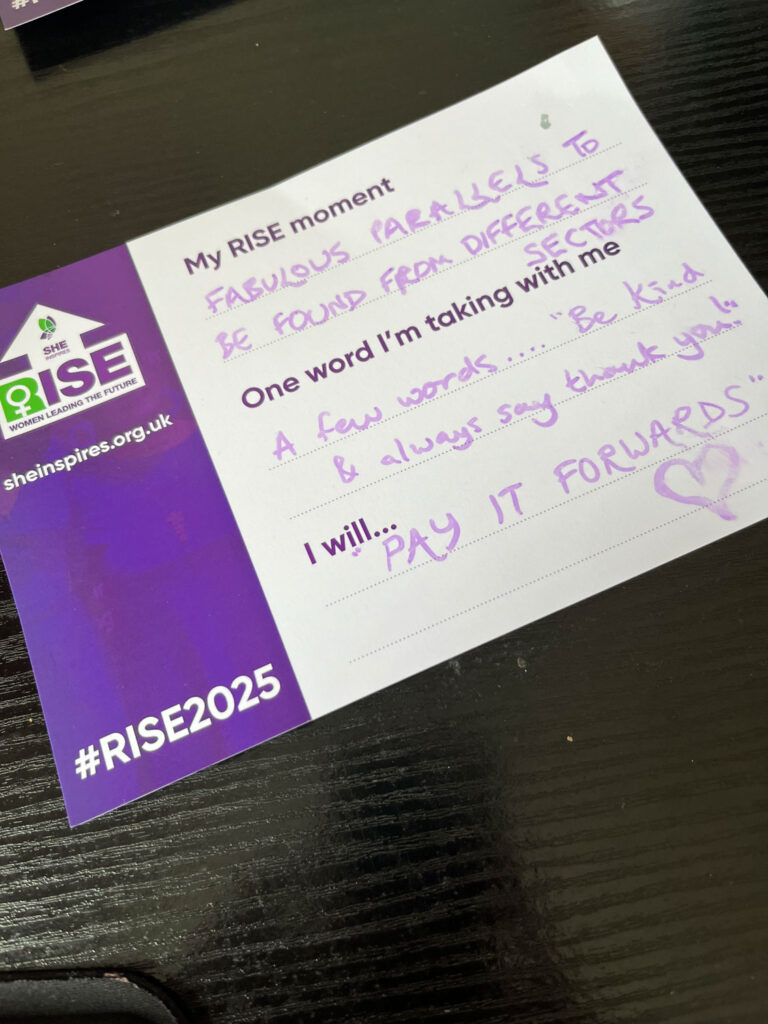 SHE
INSPIRES
RISE
WOMEN LEADING THE FUTURE
sheinspires.org.uk
#RISE2025
My RISE moment
FABULOUS PARALLELS TO
BE FOUND FROM DIFFERENT
SECTORS
One word I'm taking with me
A few words.... "Be Kind
& always say thank you!"
I will...
"PAY IT FORWARDS"